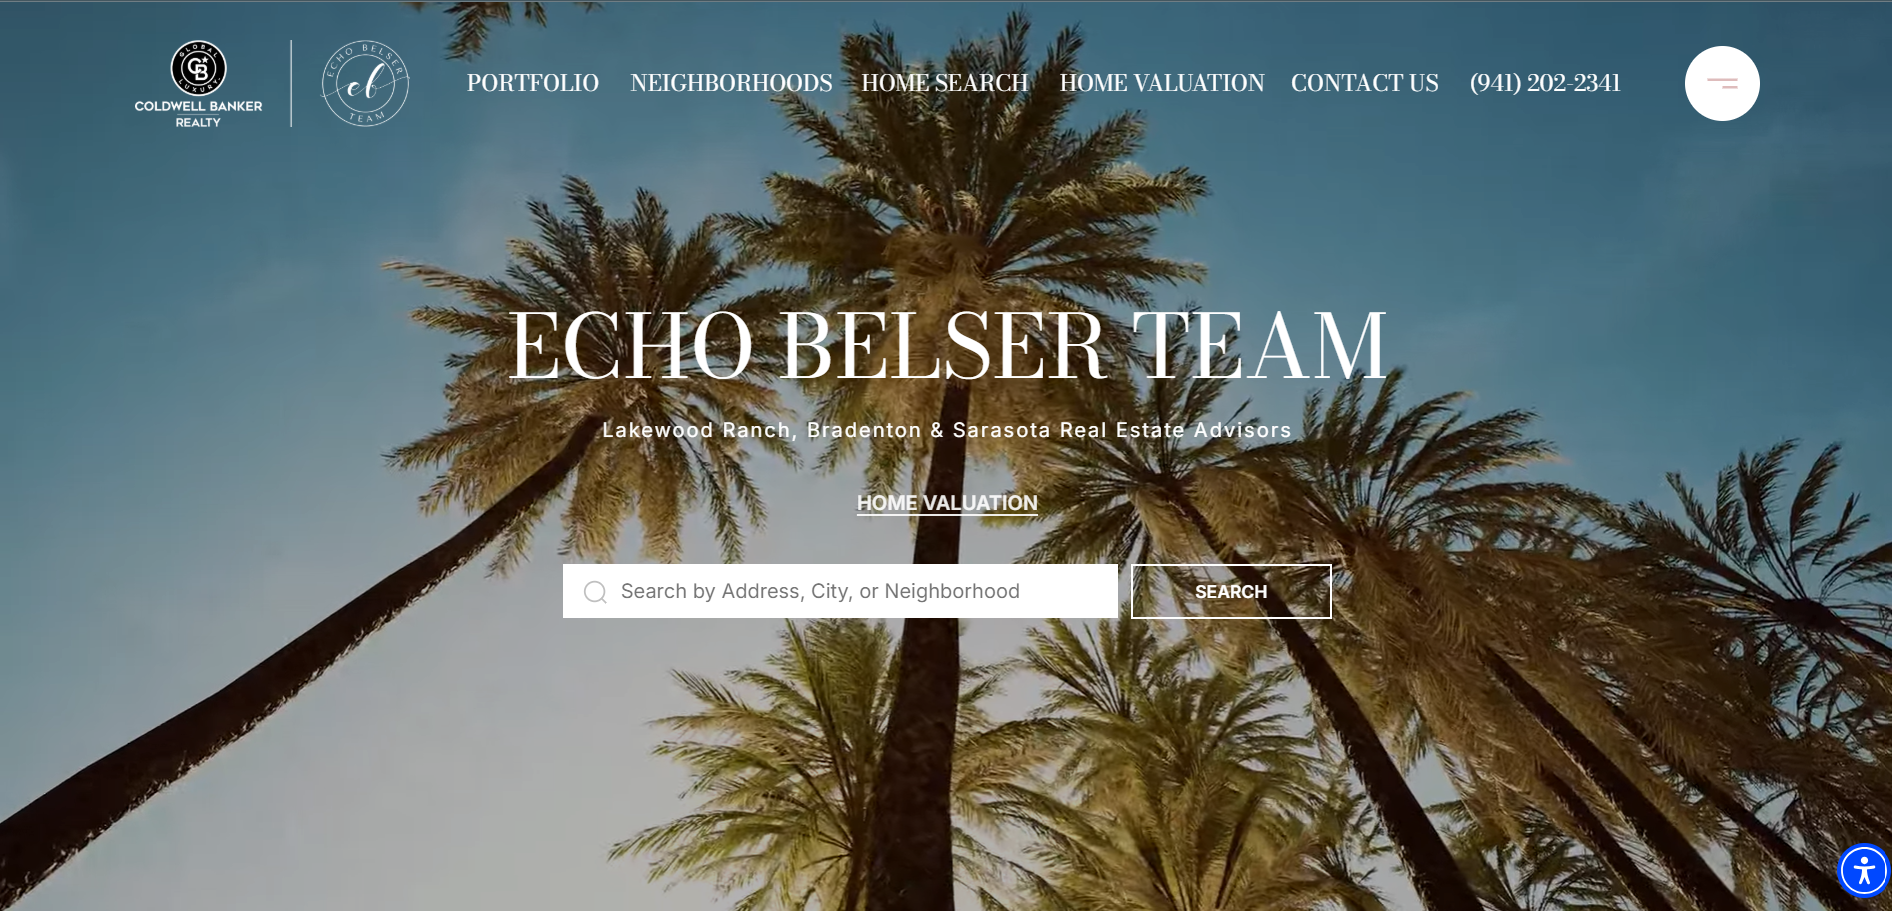 GLOBAL
CB
LUXURY
COLDWELL BANKER
REALTY
ECHO BELSER
eb
TEAM
PORTFOLIO NEIGHBORHOODS HOME SEARCH HOME VALUATION CONTACT US (941) 202-2341
ECHO BELSER TEAM
Lakewood Ranch, Bradenton & Sarasota Real Estate Advisors
HOME VALUATION
Search by Address, City, or Neighborhood SEARCH